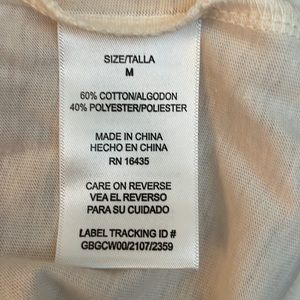 SIZE/TALLA
M
60% COTTON/ALGODON
40% POLYESTER/POLIESTER
MADE IN CHINA
HECHO EN CHINA
RN 16435
CARE ON REVERSE
VEA EL REVERSO
PARA SU CUIDADO
LABEL TRACKING ID #
GBGCW00/2107/2359